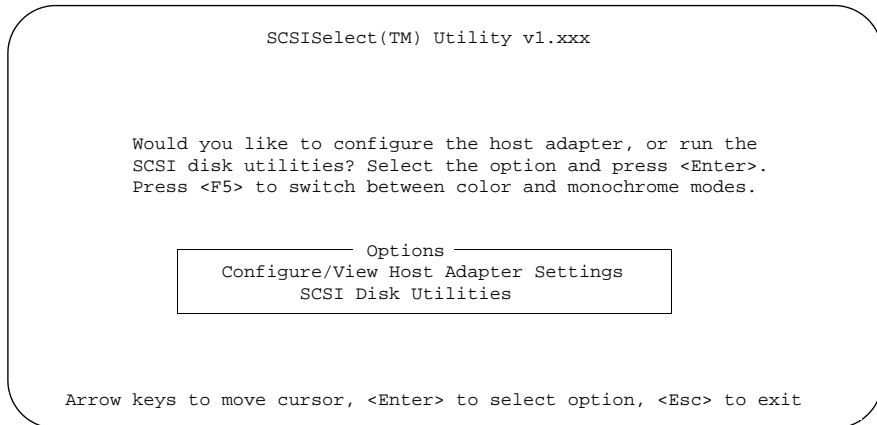 SCSISelect(TM) Utility v1.xxx
Would you like to configure the host adapter, or run the
SCSI disk utilities? Select the option and press <Enter>.
Press <F5> to switch between color and monochrome modes.
Options
Configure/View Host Adapter Settings
SCSI Disk Utilities
Arrow keys to move cursor, <Enter> to select option, <Esc> to exit